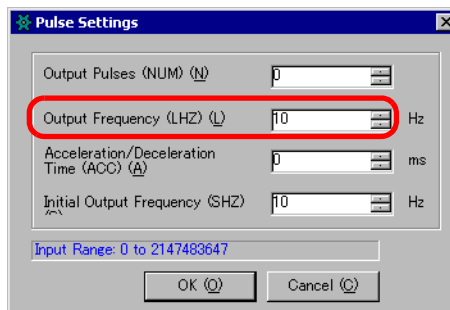 Pulse Settings
Output Pulses (NUM) (N) 0
Output Frequency (LHZ) (L) 10 Hz
Acceleration/Deceleration
Time (ACC) (A) 0 ms
Initial Output Frequency (SHZ) 10 Hz
Input Range: 0 to 2147483647
OK (O) Cancel (C)